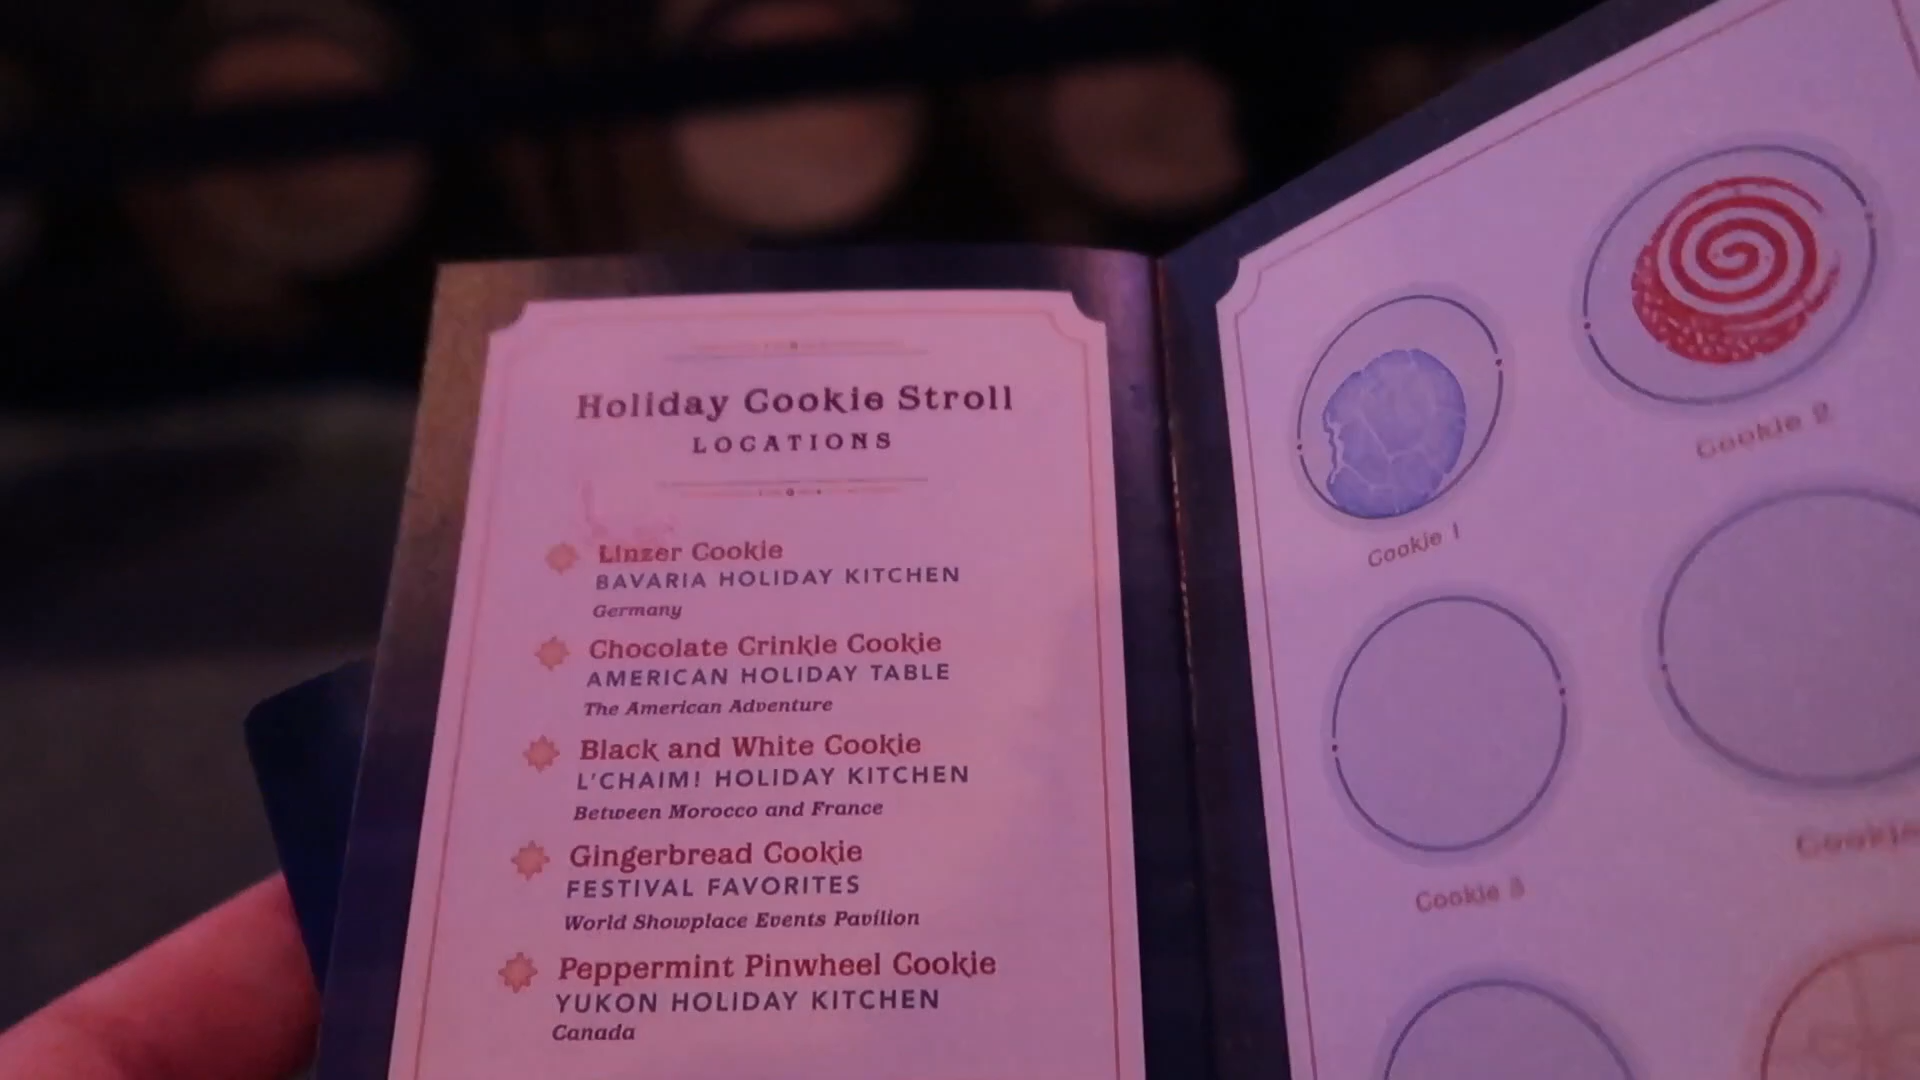 Holiday Cookie Stroll
LOCATIONS
Linzer Cookie
BAVARIA HOLIDAY KITCHEN
Germany
Chocolate Crinkle Cookie
AMERICAN HOLIDAY TABLE
The American Adventure
Black and White Cookie
L'CHAIM! HOLIDAY KITCHEN
Between Morocco and France
Gingerbread Cookie
FESTIVAL FAVORITES
World Showplace Events Pavilion
Peppermint Pinwheel Cookie
YUKON HOLIDAY KITCHEN
Canada
Cookie 1
Cookie 2
Cookie 3
Cookie